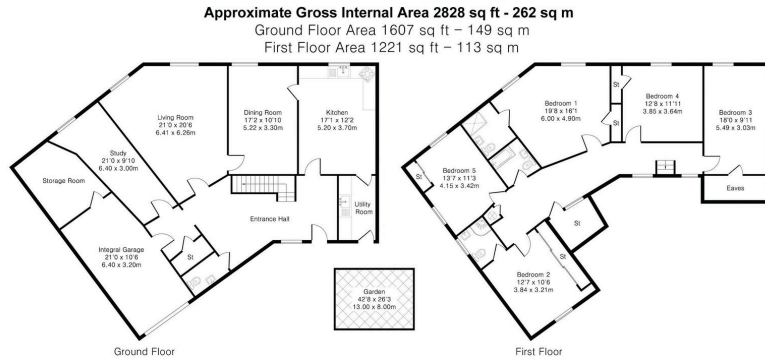 Approximate Gross Internal Area 2828 sq ft - 262 sq m
Ground Floor Area 1607 sq ft – 149 sq m
First Floor Area 1221 sq ft – 113 sq m
Living Room
21'0 x 20'6
6.41 x 6.26m
Dining Room
17'2 x 10'10
5.22 x 3.30m
Kitchen
17'1 x 12'2
5.20 x 3.70m
Study
21'0 x 9'10
6.40 x 3.00m
Storage Room
Integral Garage
21'0 x 10'6
6.40 x 3.20m
St
Entrance Hall
Utility
Room
Garden
42'8 x 26'3
13.00 x 8.00m
Ground Floor
Bedroom 1
19'8 x 16'1
6.00 x 4.90m
St
St
Bedroom 4
12'8 x 11'11
3.85 x 3.64m
Bedroom 3
18'0 x 9'11
5.49 x 3.03m
Bedroom 5
13'7 x 11'3
4.15 x 3.42m
St
Eaves
St
St
Bedroom 2
12'7 x 10'6
3.84 x 3.21m
First Floor